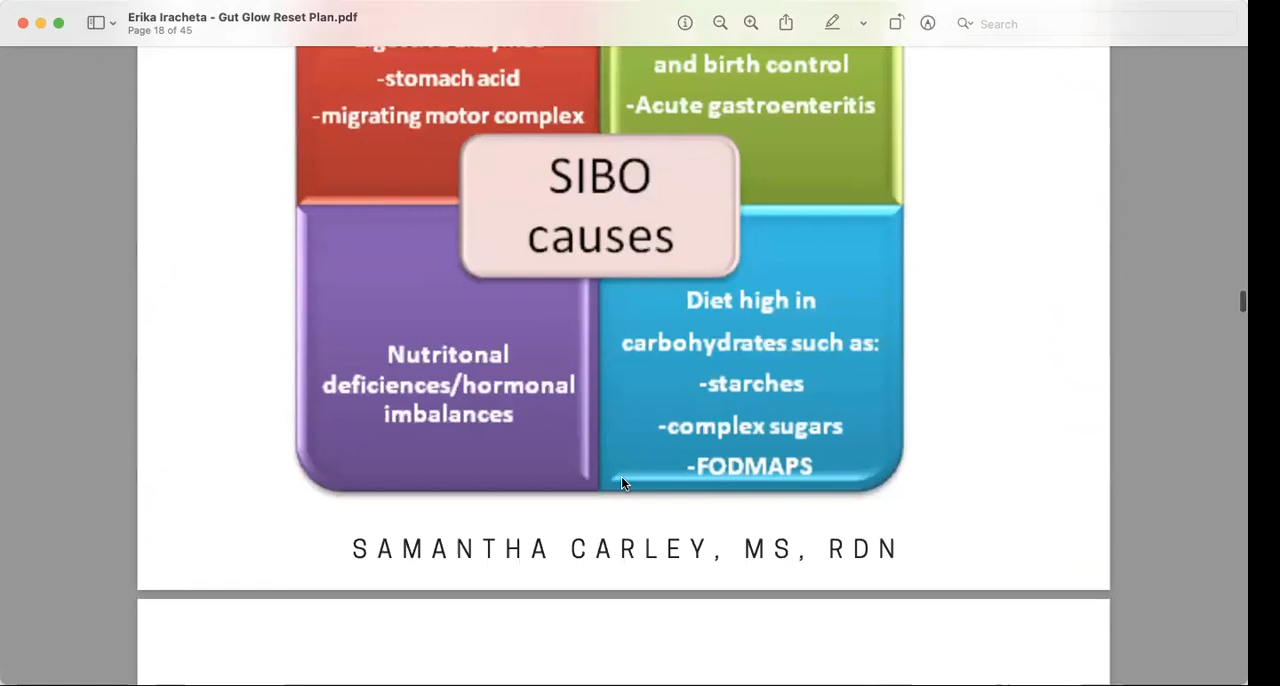 Erika Iracheta - Gut Glow Reset Plan.pdf
Page 18 of 45
Search
-stomach acid
-migrating motor complex
and birth control
-Acute gastroenteritis
SIBO
causes
Nutritonal
deficiences/hormonal
imbalances
Diet high in
carbohydrates such as:
-starches
-complex sugars
-FODMAPS
SAMANTHA CARLEY, MS, RDN